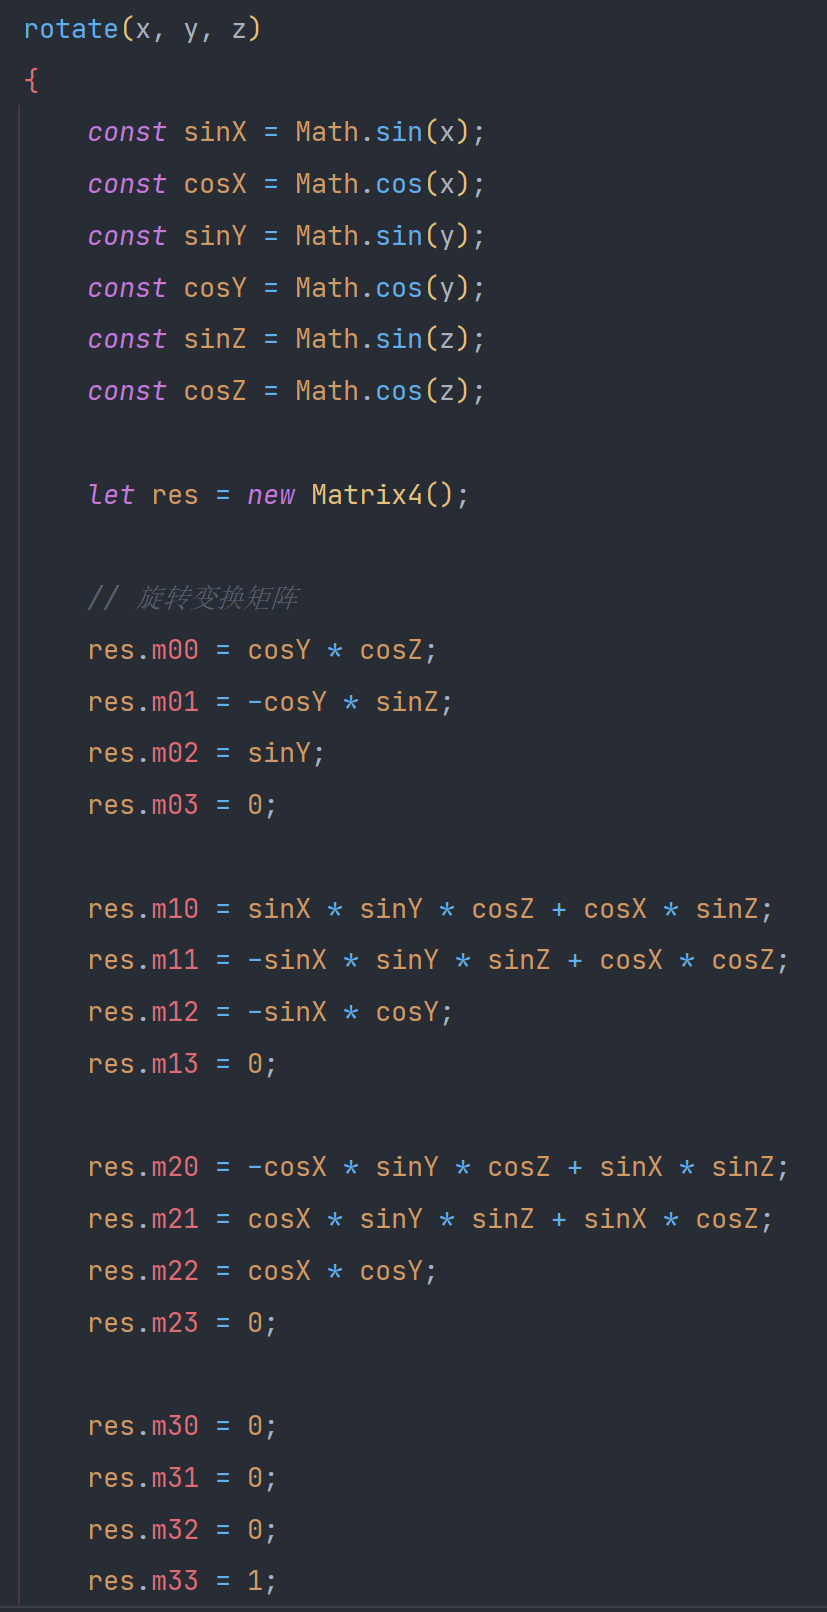 rotate(x, y, z)
{
const sinX = Math.sin(x);
const cosX = Math.cos(x);
const sinY = Math.sin(y);
const cosY = Math.cos(y);
const sinZ = Math.sin(z);
const cosZ = Math.cos(z);
let res = new Matrix4();
// 旋转变换矩阵
res.m00 = cosY * cosZ;
res.m01 = -cosY * sinZ;
res.m02 = sinY;
res.m03 = 0;
res.m10 = sinX * sinY * cosZ + cosX * sinZ;
res.m11 = -sinX * sinY * sinZ + cosX * cosZ;
res.m12 = -sinX * cosY;
res.m13 = 0;
res.m20 = -cosX * sinY * cosZ + sinX * sinZ;
res.m21 = cosX * sinY * sinZ + sinX * cosZ;
res.m22 = cosX * cosY;
res.m23 = 0;
res.m30 = 0;
res.m31 = 0;
res.m32 = 0;
res.m33 = 1;